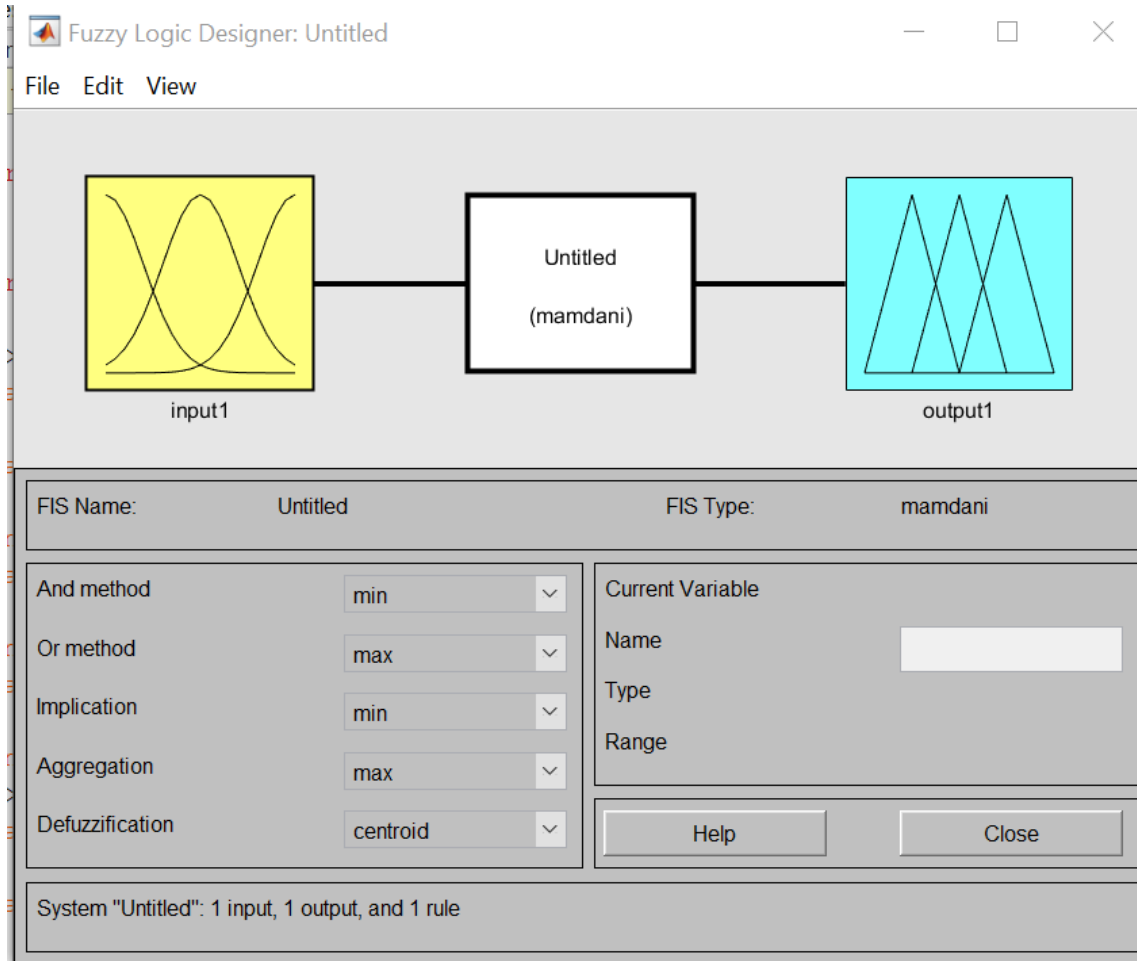 Fuzzy Logic Designer: Untitled
File Edit View
Untitled
(mamdani)
input1
output1
FIS Name: Untitled FIS Type: mamdani
And method min
Or method max
Implication min
Aggregation max
Defuzzification centroid
Current Variable
Name
Type
Range
Help Close
System "Untitled": 1 input, 1 output, and 1 rule